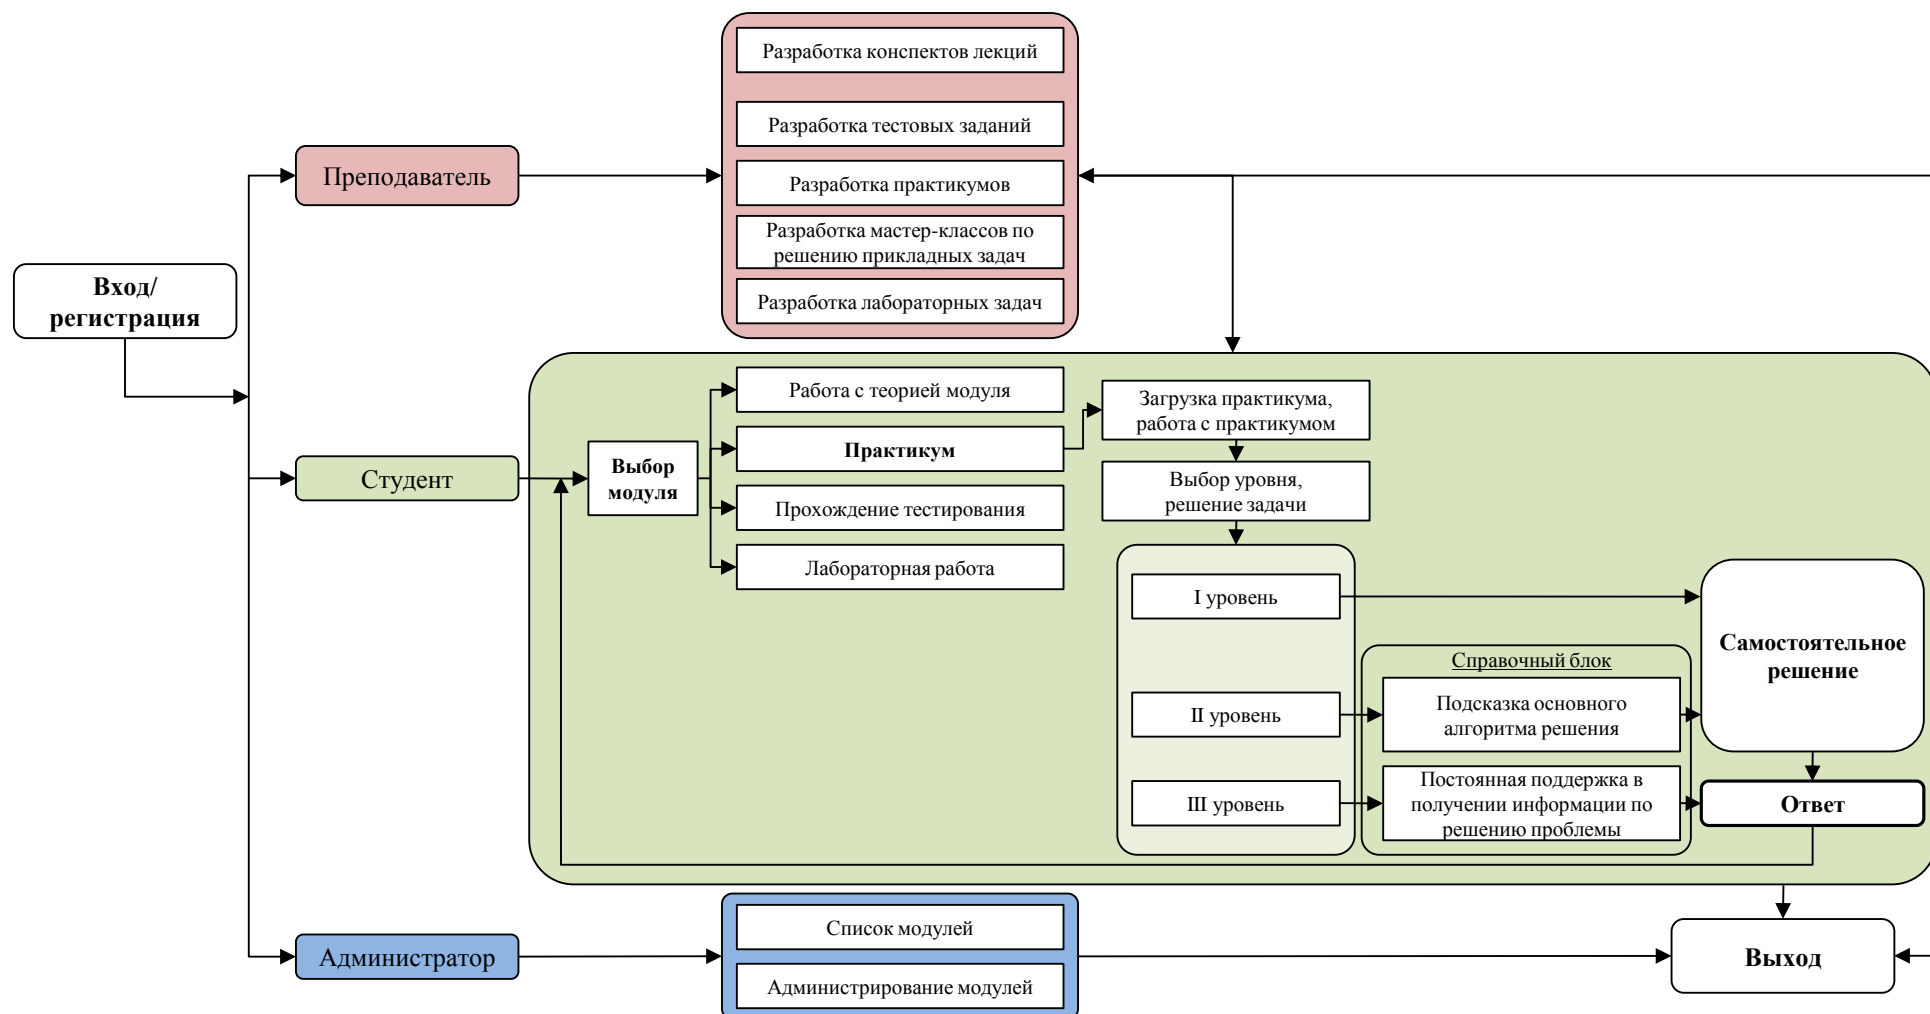 Вход/
регистрация
Преподаватель
Разработка конспектов лекций
Разработка тестовых заданий
Разработка практикумов
Разработка мастер-классов по
решению прикладных задач
Разработка лабораторных задач
Студент
Выбор
модуля
Работа с теорией модуля
Практикум
Прохождение тестирования
Лабораторная работа
Загрузка практикума,
работа с практикумом
Выбор уровня,
решение задачи
I уровень
II уровень
III уровень
Справочный блок
Подсказка основного
алгоритма решения
Постоянная поддержка в
получении информации по
решению проблемы
Самостоятельное
решение
Ответ
Администратор
Список модулей
Администрирование модулей
Выход